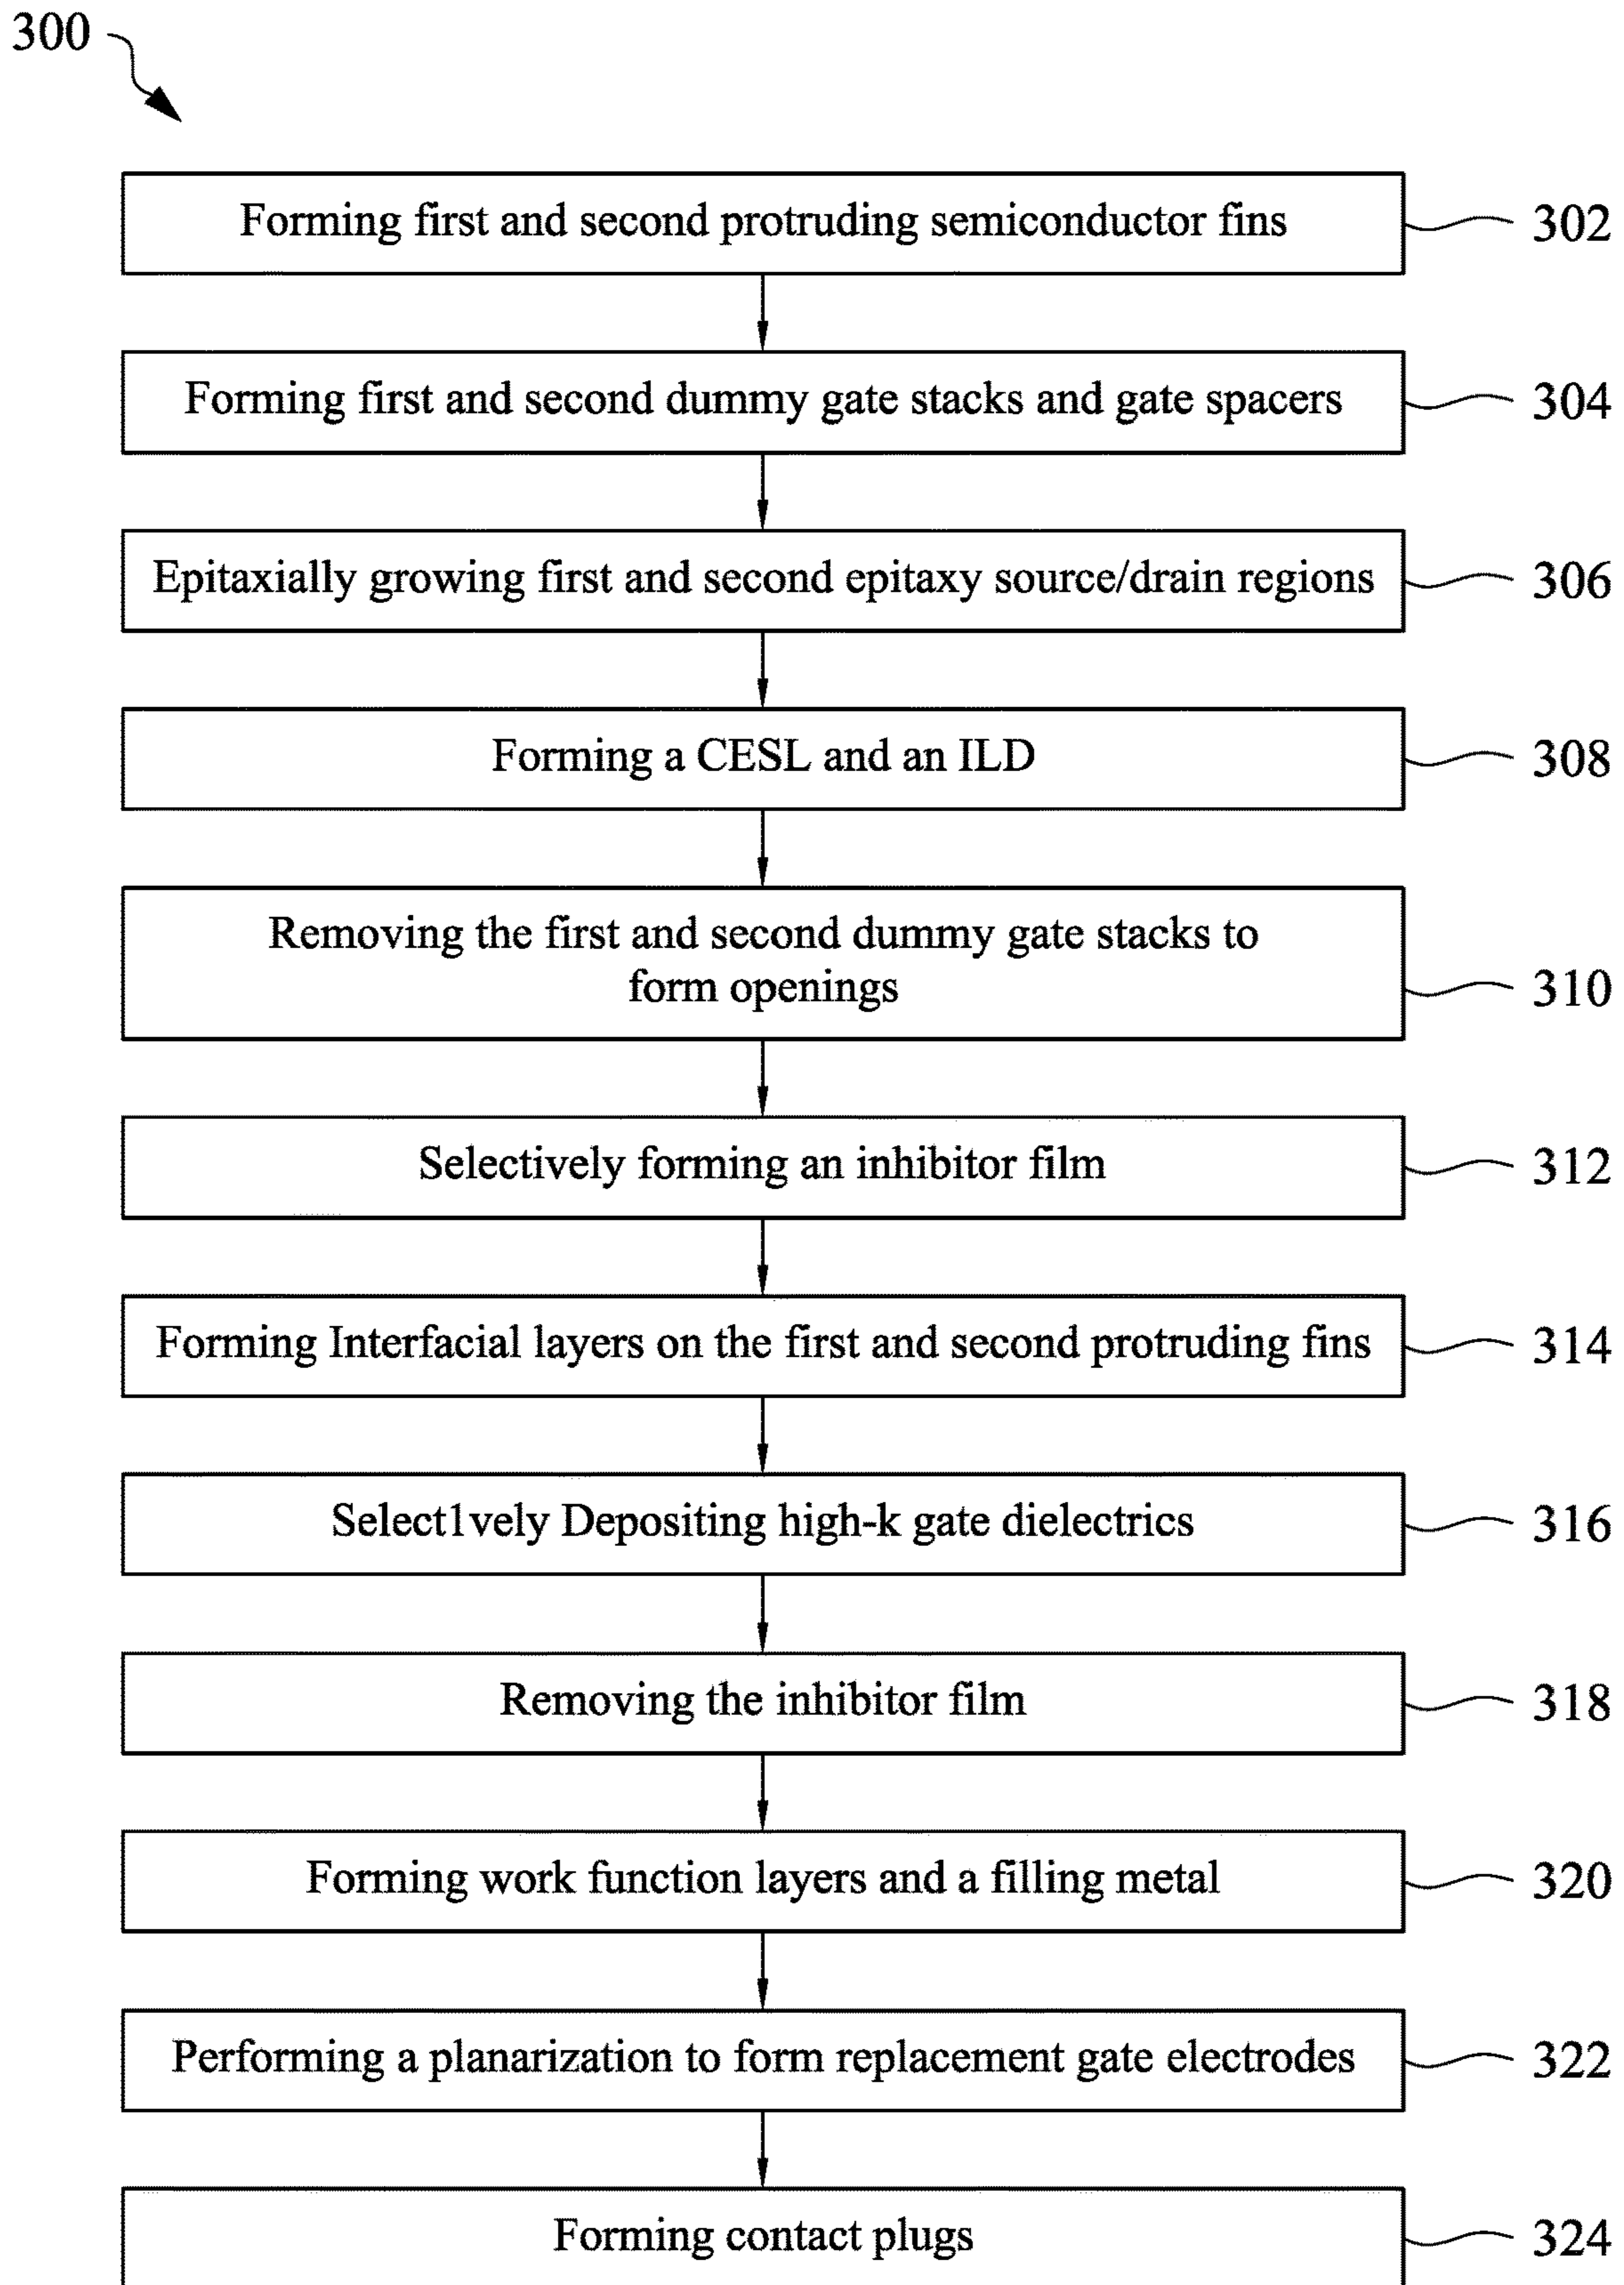 300
Forming first and second protruding semiconductor fins
302
Forming first and second dummy gate stacks and gate spacers
304
Epitaxially growing first and second epitaxy source/drain regions
306
Forming a CESL and an ILD
308
Removing the first and second dummy gate stacks to
form openings
310
Selectively forming an inhibitor film
312
Forming Interfacial layers on the first and second protruding fins
314
Select1vely Depositing high-k gate dielectrics
316
Removing the inhibitor film
318
Forming work function layers and a filling metal
320
Performing a planarization to form replacement gate electrodes
322
Forming contact plugs
324